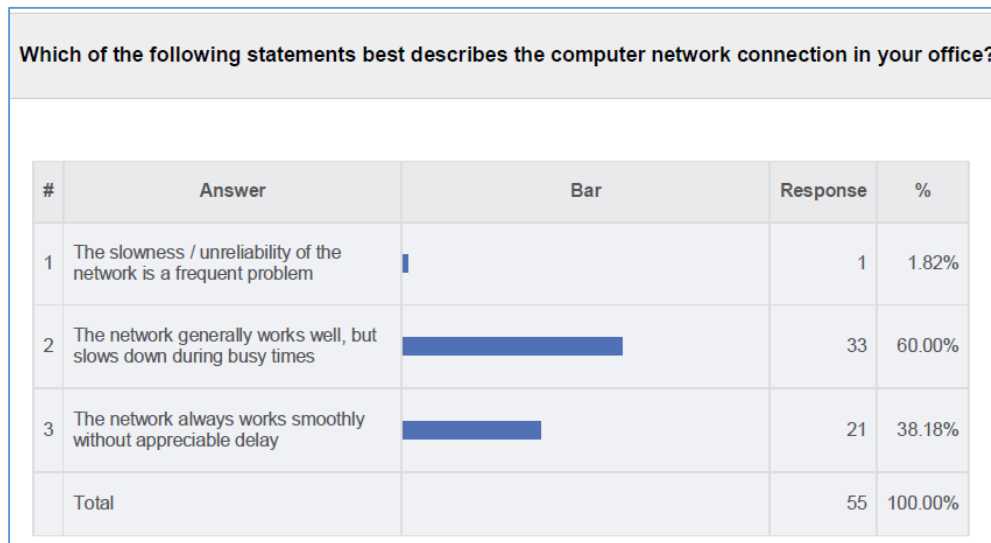 Which of the following statements best describes the computer network connection in your office?
# Answer Bar Response %
1 The slowness / unreliability of the network is a frequent problem 1 1.82%
2 The network generally works well, but slows down during busy times 33 60.00%
3 The network always works smoothly without appreciable delay 21 38.18%
Total 55 100.00%